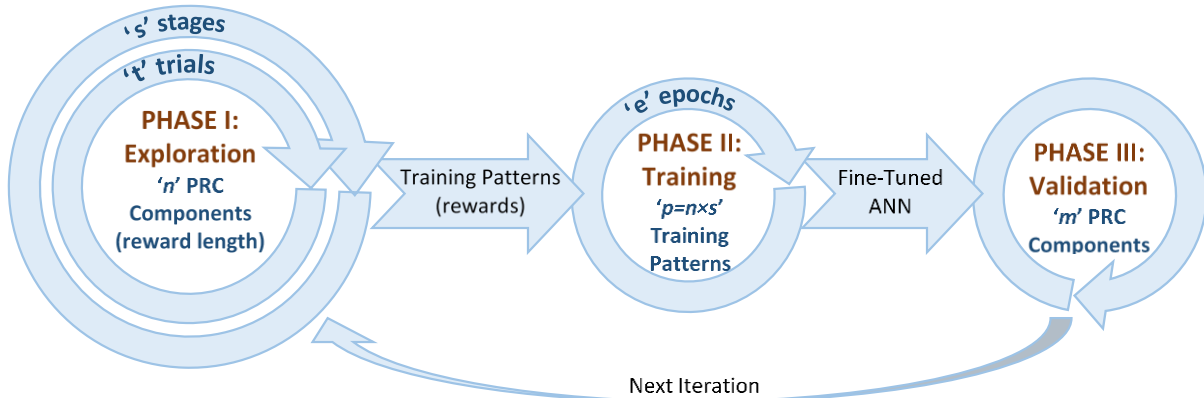 ‘s’ stages
‘t’ trials
PHASE I:
Exploration
‘n’ PRC
Components
(reward length)
Training Patterns
(rewards)
‘e’ epochs
PHASE II:
Training
‘p=n×s’
Training
Patterns
Fine-Tuned
ANN
PHASE III:
Validation
‘m’ PRC
Components
Next Iteration